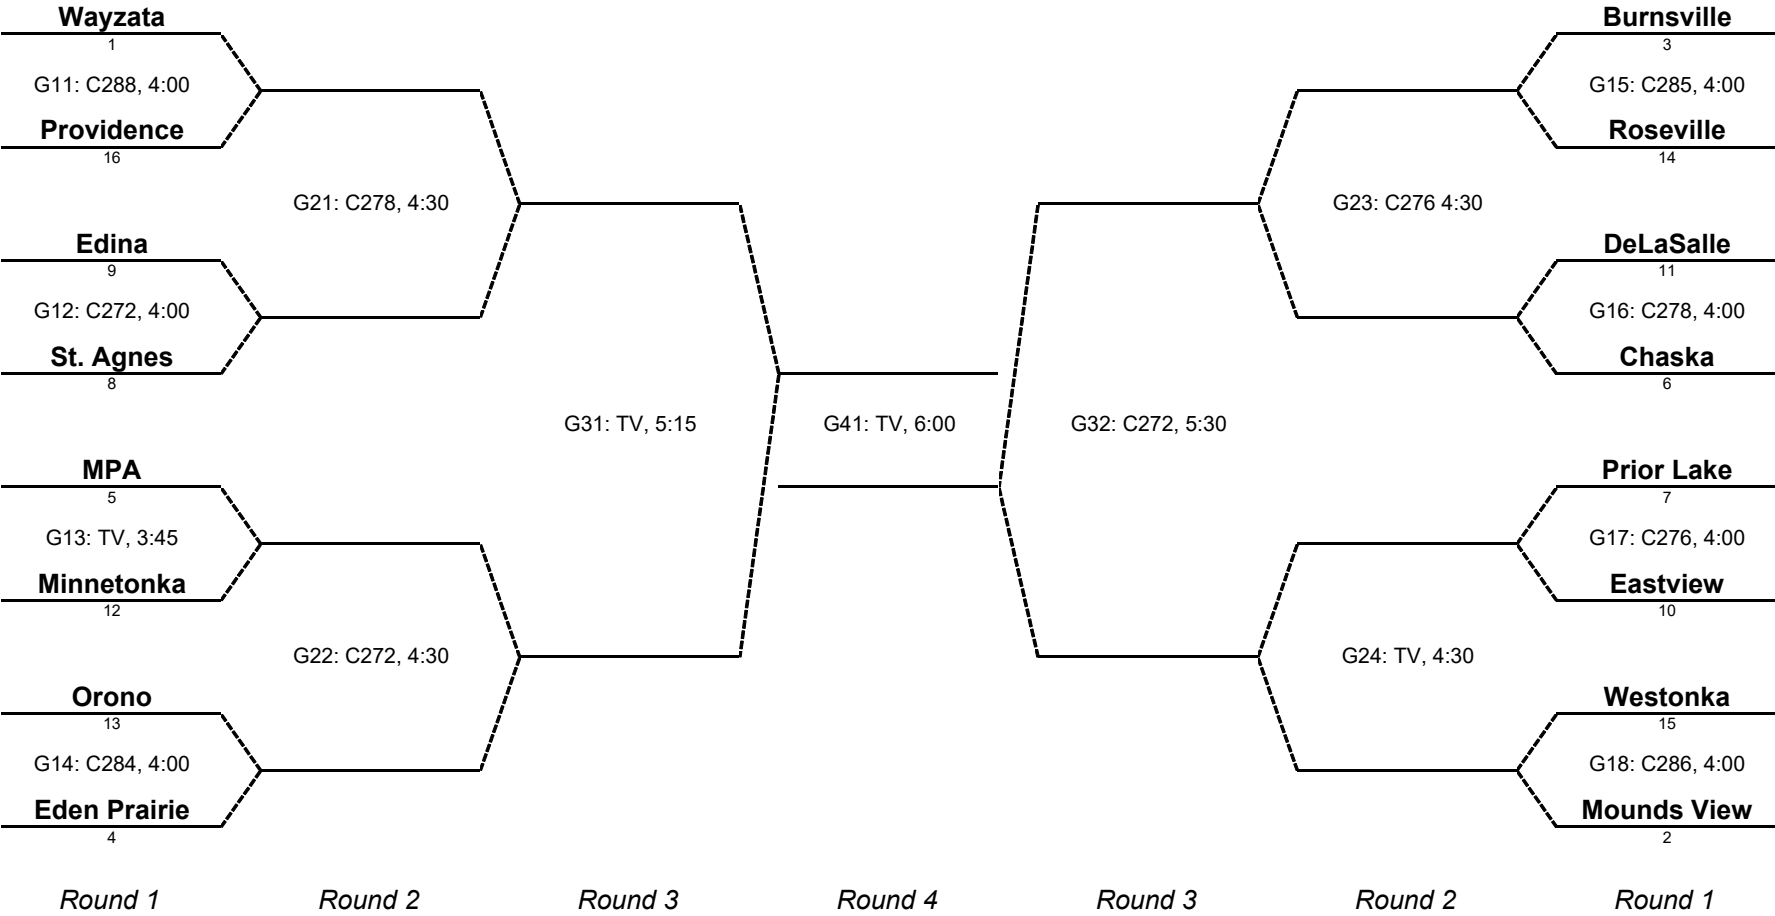 Wayzata
1
G11: C288, 4:00
Providence
16
G21: C278, 4:30
Edina
9
G12: C272, 4:00
St. Agnes
8
G31: TV, 5:15
MPA
5
G13: TV, 3:45
Minnetonka
12
G22: C272, 4:30
Orono
13
G14: C284, 4:00
Eden Prairie
4
G41: TV, 6:00
Burnsville
3
G15: C285, 4:00
Roseville
14
G23: C276 4:30
DeLaSalle
11
G16: C278, 4:00
Chaska
6
G32: C272, 5:30
Prior Lake
7
G17: C276, 4:00
Eastview
10
G24: TV, 4:30
Westonka
15
G18: C286, 4:00
Mounds View
2
Round 1 Round 2 Round 3 Round 4 Round 3 Round 2 Round 1